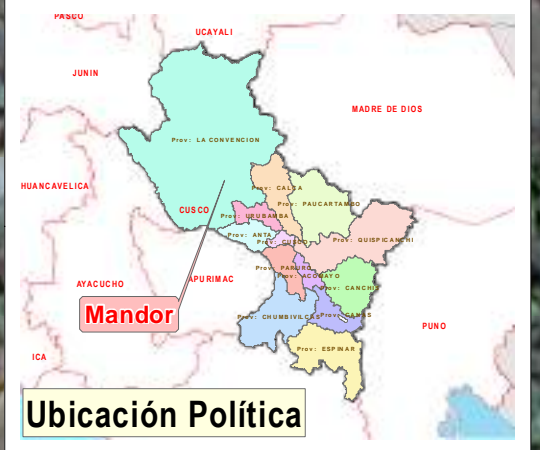 PASCO
UCAYALI
JUNIN
MADRE DE DIOS
Prov: LA CONVENCION
HUANCAVELICA
Prov: CALCA
Prov: PAUCARTAMBO
CUSCO
Prov: URUBAMBA
Prov: ANTA
Prov: CUSCO
Prov: QUISPICANCHI
Prov: PARURO
Prov: ACOMAYO
AYACUCHO
APURIMAC
Prov: CANCHIS
Mandor
Prov: CHUMBIVILCAS
Prov: CANAS
PUNO
ICA
Prov: ESPINAR
Ubicación Política